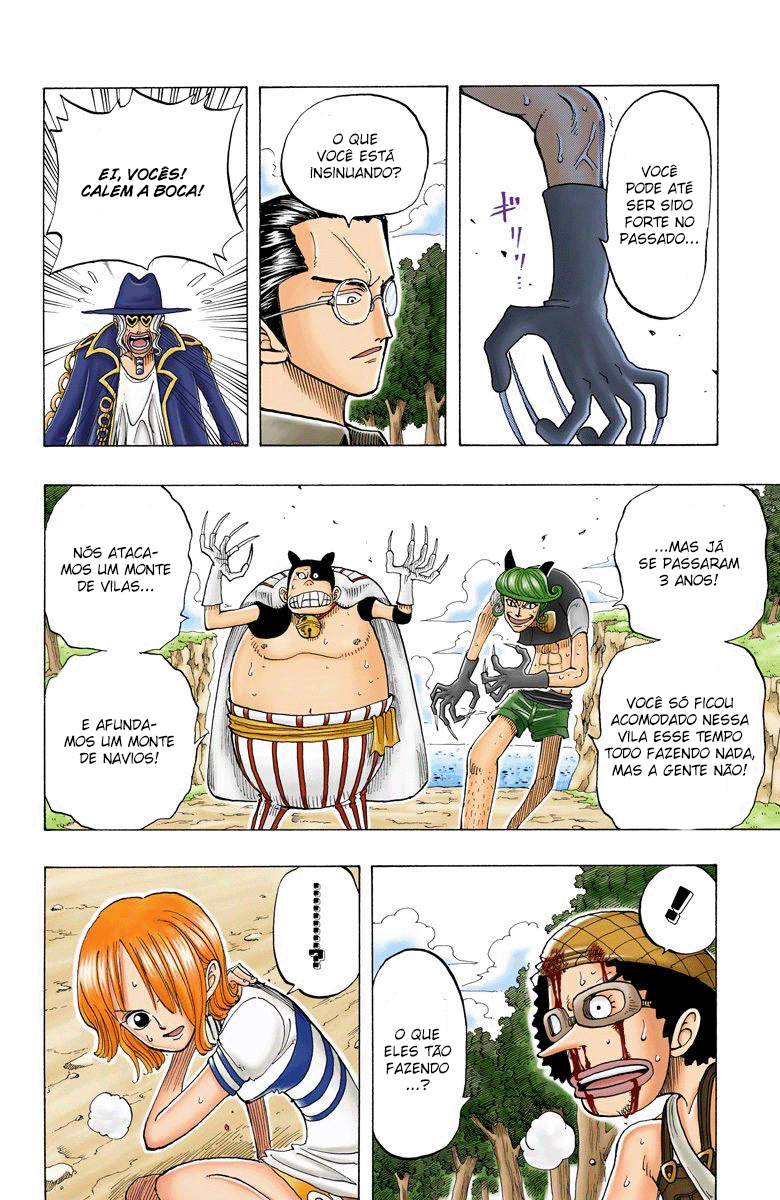 VOCÊ
PODE ATÉ
SER SIDO
FORTE NO
PASSADO...
ギリリ...
O QUE
VOCÊ ESTÁ
INSINUANDO?
EI, VOCÊS!
CALEM A BOCA!
...MAS JÁ
SE PASSARAM
3 ANOS!
VOCÊ SÓ FICOU
ACOMODADO NESSA
VILA ESSE TEMPO
TODO FAZENDO NADA,
MAS A GENTE NÃO!
NÓS ATACA-
MOS UM MONTE
DE VILAS...
E AFUNDA-
MOS UM MONTE
DE NAVIOS!
!
O QUE
ELES TÃO
FAZENDO
...?
..........?